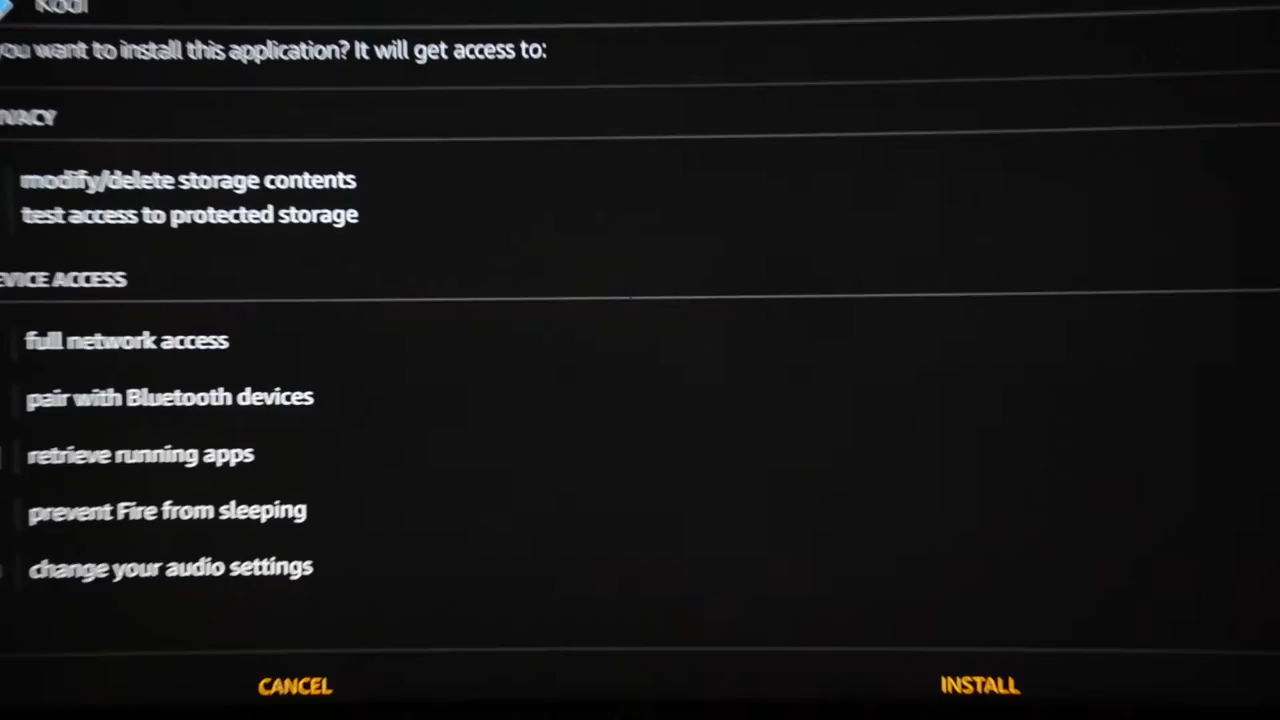 Kodi
you want to install this application? It will get access to:
IVACY
modify/delete storage contents
test access to protected storage
EVICE ACCESS
full network access
pair with Bluetooth devices
retrieve running apps
prevent Fire from sleeping
change your audio settings
CANCEL
INSTALL